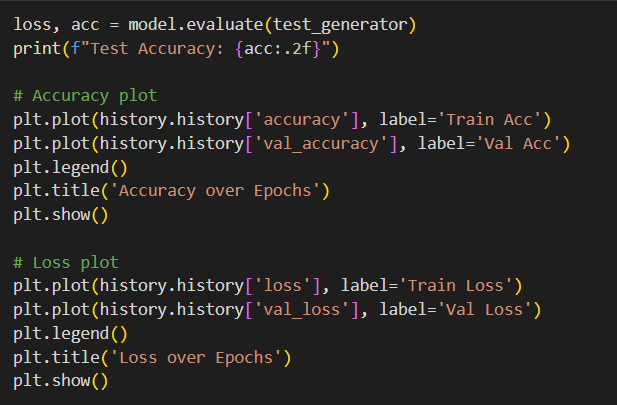 loss, acc = model.evaluate(test_generator)
print(f"Test Accuracy: {acc:.2f}")
# Accuracy plot
plt.plot(history.history['accuracy'], label='Train Acc')
plt.plot(history.history['val_accuracy'], label='Val Acc')
plt.legend()
plt.title('Accuracy over Epochs')
plt.show()
# Loss plot
plt.plot(history.history['loss'], label='Train Loss')
plt.plot(history.history['val_loss'], label='Val Loss')
plt.legend()
plt.title('Loss over Epochs')
plt.show()